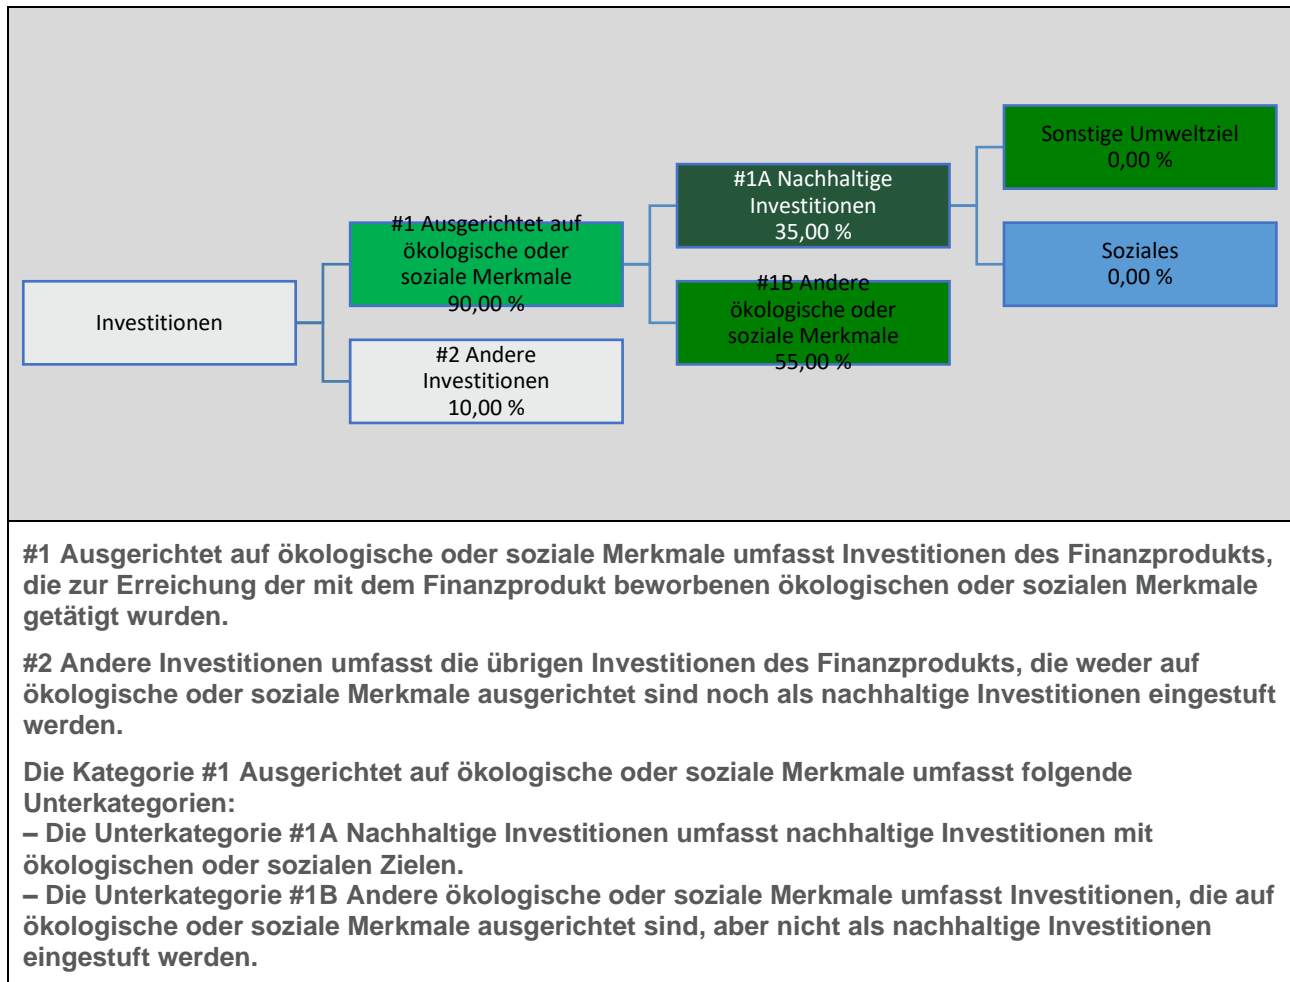 Investitionen
#1 Ausgerichtet auf
ökologische oder
soziale Merkmale
90,00 %
#2 Andere
Investitionen
10,00 %
#1A Nachhaltige
Investitionen
35,00 %
#1B Andere
ökologische oder
soziale Merkmale
55,00 %
Sonstige Umweltziel
0,00 %
Soziales
0,00 %
#1 Ausgerichtet auf ökologische oder soziale Merkmale umfasst Investitionen des Finanzprodukts,
die zur Erreichung der mit dem Finanzprodukt beworbenen ökologischen oder sozialen Merkmale
getätigt wurden.
#2 Andere Investitionen umfasst die übrigen Investitionen des Finanzprodukts, die weder auf
ökologische oder soziale Merkmale ausgerichtet sind noch als nachhaltige Investitionen eingestuft
werden.
Die Kategorie #1 Ausgerichtet auf ökologische oder soziale Merkmale umfasst folgende
Unterkategorien:
– Die Unterkategorie #1A Nachhaltige Investitionen umfasst nachhaltige Investitionen mit
ökologischen oder sozialen Zielen.
– Die Unterkategorie #1B Andere ökologische oder soziale Merkmale umfasst Investitionen, die auf
ökologische oder soziale Merkmale ausgerichtet sind, aber nicht als nachhaltige Investitionen
eingestuft werden.